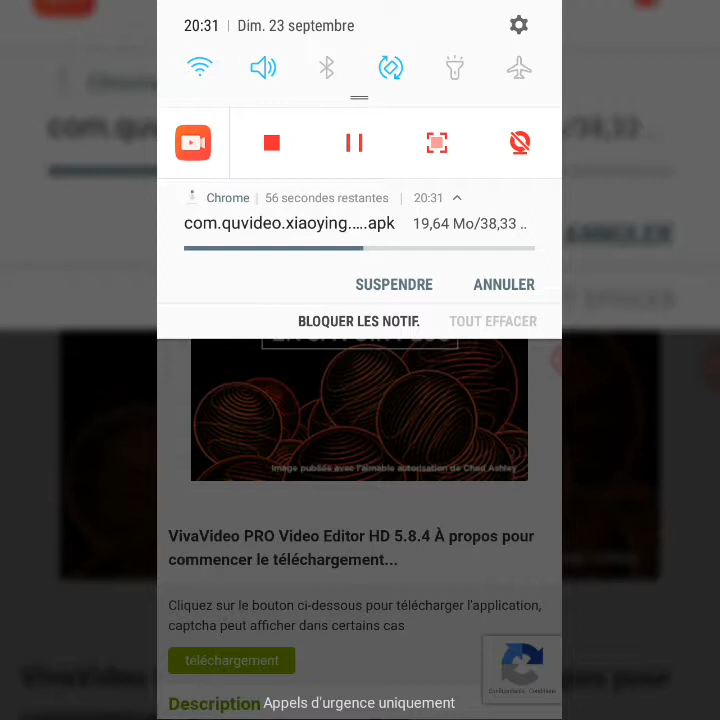 20:31 | Dim. 23 septembre
Chrome | 56 secondes restantes | 20:31
com.quvideo.xiaoying.....apk 19,64 Mo/38,33 ..
SUSPENDRE ANNULER
BLOQUER LES NOTIF. TOUT EFFACER
Image publiée avec l'aimable autorisation de Chad Ashley
VivaVideo PRO Video Editor HD 5.8.4 À propos pour
commencer le téléchargement...
Cliquez sur le bouton ci-dessous pour télécharger l'application,
captcha peut afficher dans certains cas
téléchargement
Description
Appels d'urgence uniquement